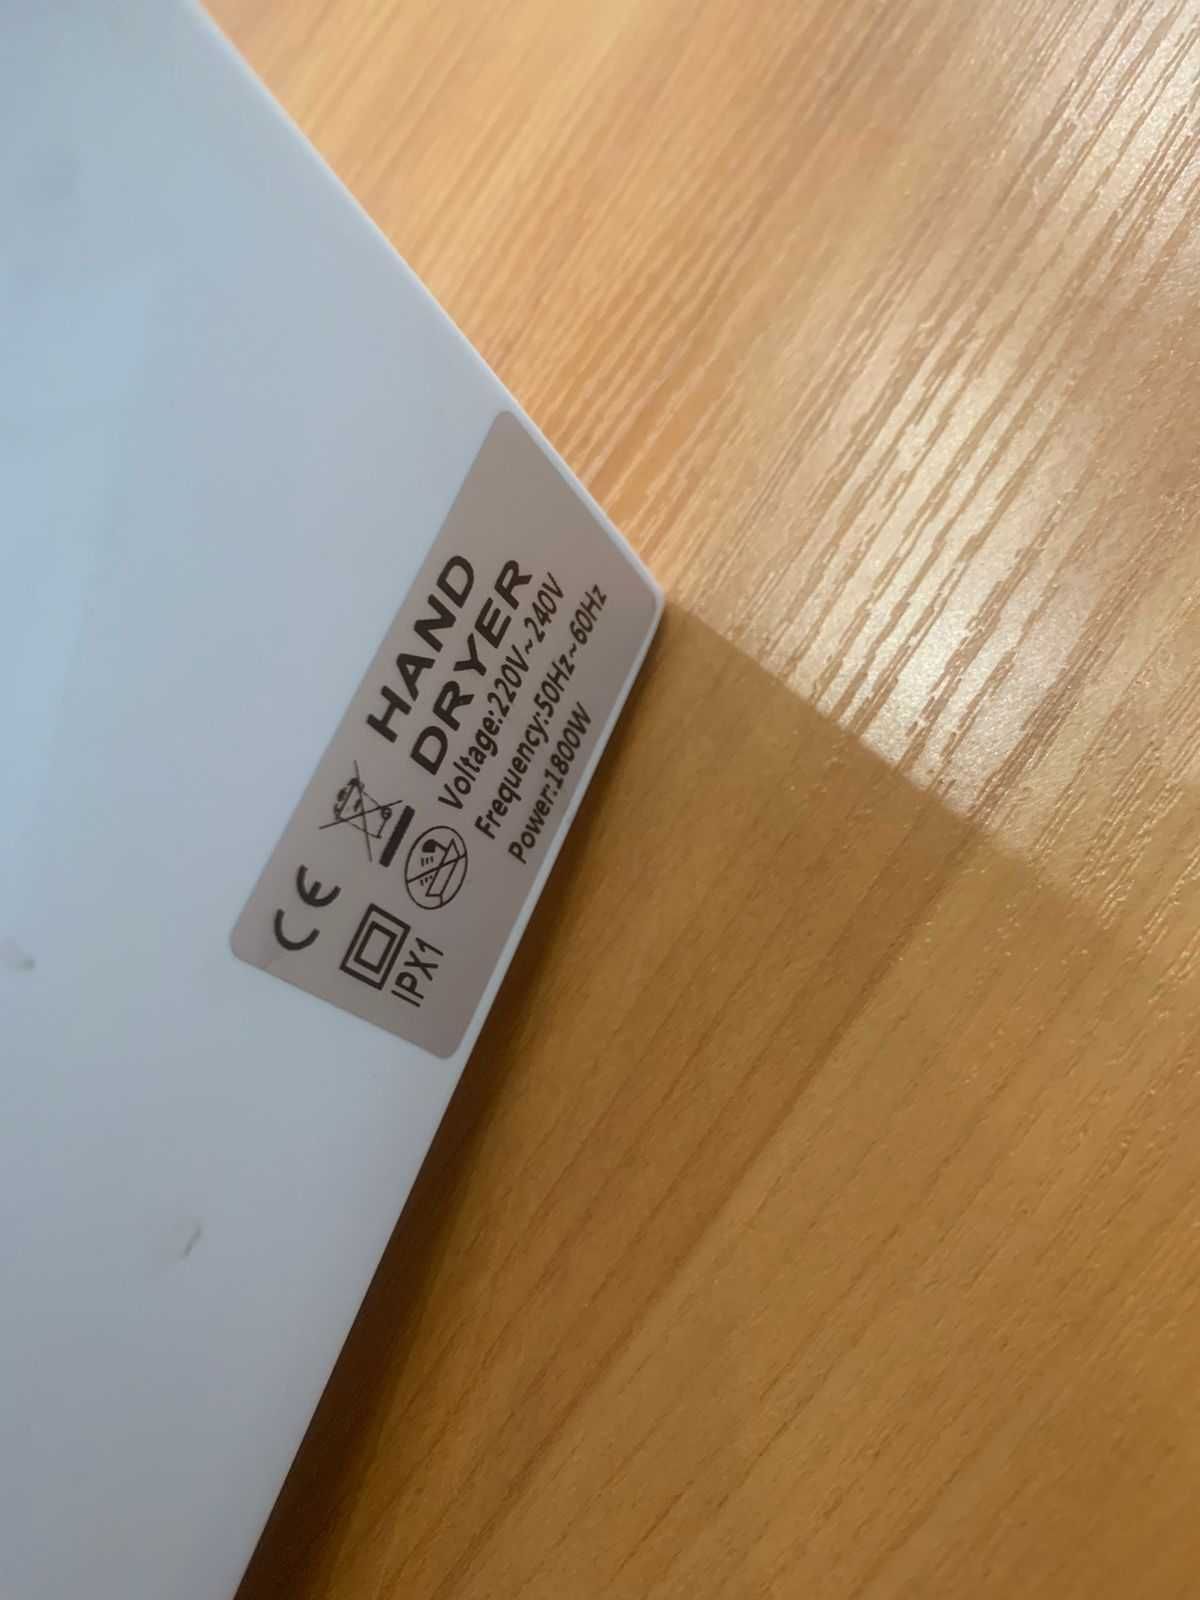 HAND
DRYER
Voltage:220V~240V
Frequency:50Hz~60Hz
Power:1800W
CE
IPX1